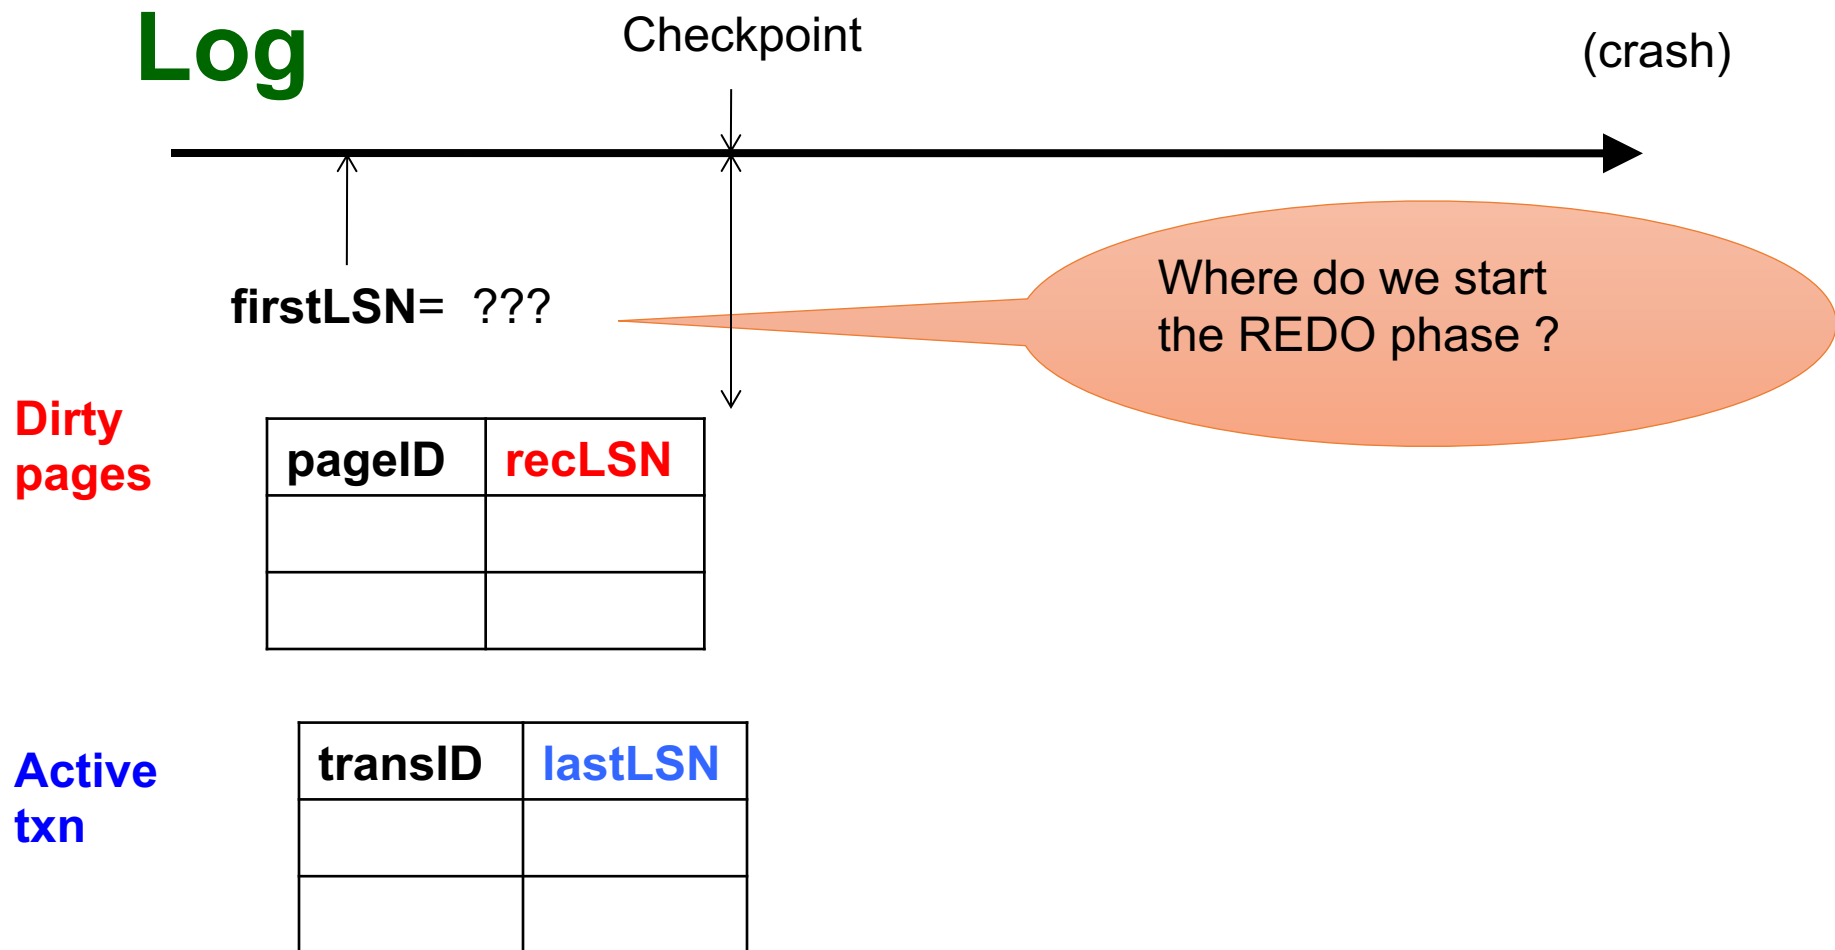 Log
Checkpoint
(crash)
firstLSN= ???
Where do we start
the REDO phase ?
Dirty
pages
pageID recLSN
Active
txn
transID lastLSN